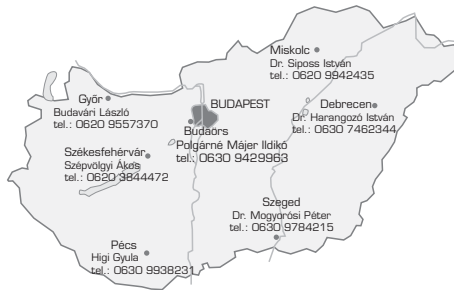 Miskolc
Dr. Siposs István
tel.: 0620 9942435
Győr
Budavári László
tel.: 0620 9557370
BUDAPEST
Debrecen
Dr. Harangozó István
tel.: 0630 7462344
Budaörs
Polgárné Májer Ildikó
tel.: 0630 9429963
Székesfehérvár
Szépvölgyi Ákos
tel.: 0620 3844472
Szeged
Dr. Mogyorósi Péter
tel.: 0630 9784215
Pécs
Higi Gyula
tel.: 0630 9938231